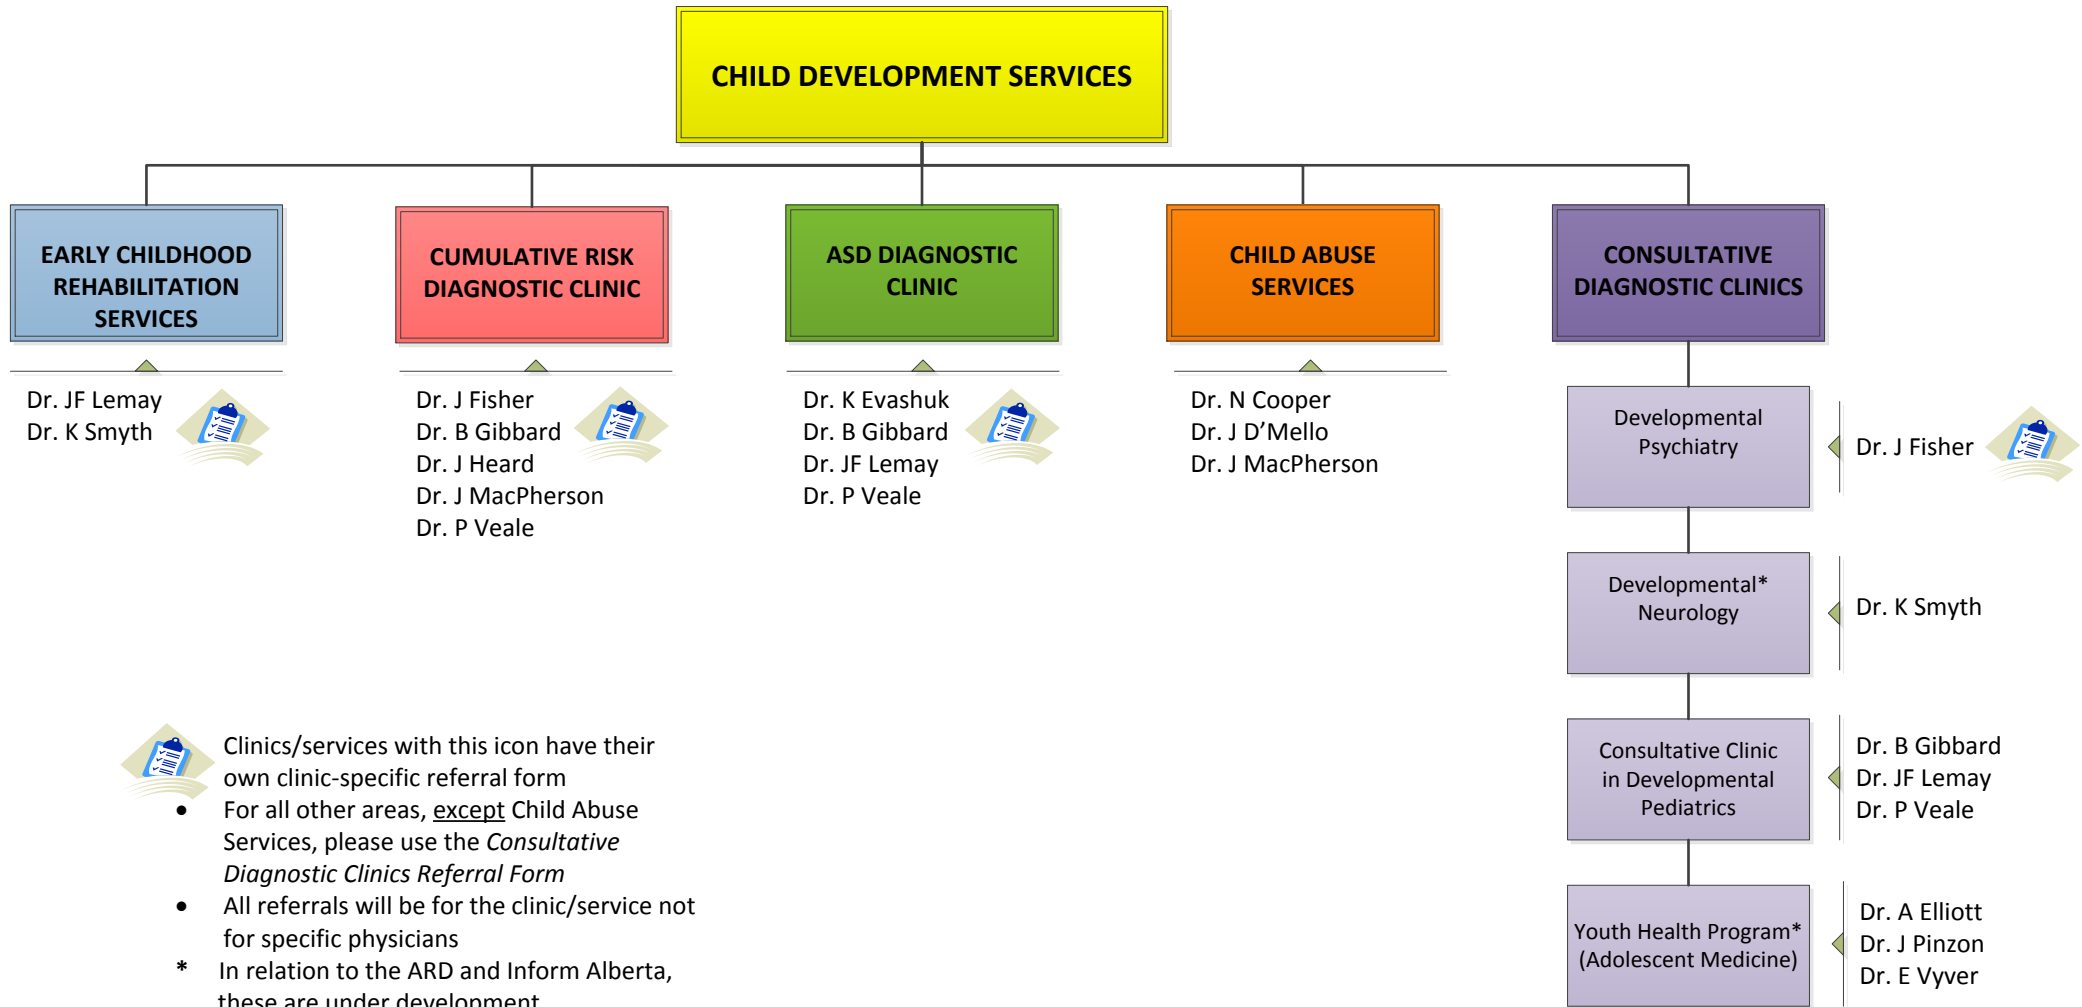 CHILD DEVELOPMENT SERVICES
EARLY CHILDHOOD
REHABILITATION
SERVICES
CUMULATIVE RISK
DIAGNOSTIC CLINIC
ASD DIAGNOSTIC
CLINIC
CHILD ABUSE
SERVICES
CONSULTATIVE
DIAGNOSTIC CLINICS
Dr. JF Lemay
Dr. K Smyth
Dr. J Fisher
Dr. B Gibbard
Dr. J Heard
Dr. J MacPherson
Dr. P Veale
Dr. K Evashuk
Dr. B Gibbard
Dr. JF Lemay
Dr. P Veale
Dr. N Cooper
Dr. J D’Mello
Dr. J MacPherson
Developmental
Psychiatry
Dr. J Fisher
Developmental*
Neurology
Dr. K Smyth
Consultative Clinic
in Developmental
Pediatrics
Dr. B Gibbard
Dr. JF Lemay
Dr. P Veale
Youth Health Program*
(Adolescent Medicine)
Dr. A Elliott
Dr. J Pinzon
Dr. E Vyver
Clinics/services with this icon have their
own clinic-specific referral form
• For all other areas, except Child Abuse
Services, please use the Consultative
Diagnostic Clinics Referral Form
• All referrals will be for the clinic/service not
for specific physicians
* In relation to the ARD and Inform Alberta,
these are under development